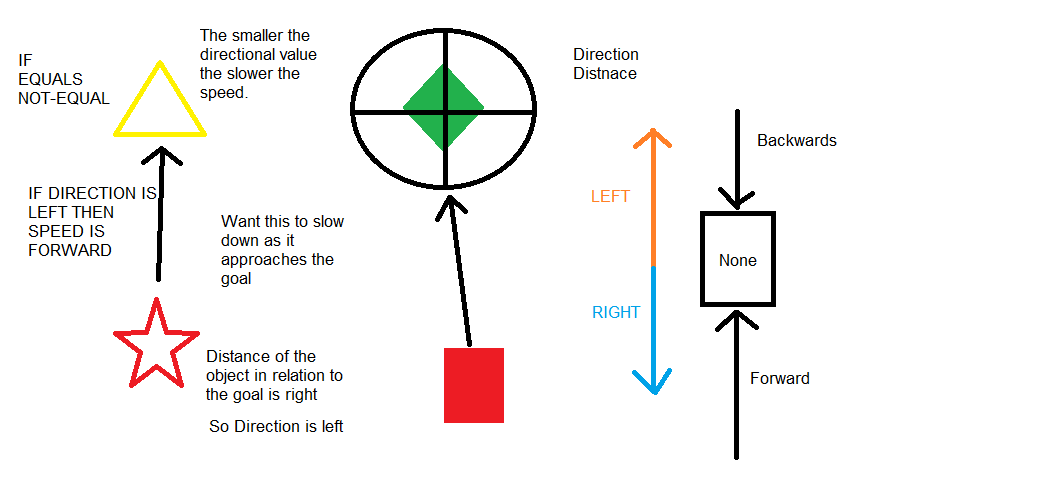 IF
EQUALS
NOT-EQUAL
The smaller the
directional value
the slower the
speed.
Direction
Distnace
Backwards
IF DIRECTION IS
LEFT THEN
SPEED IS
FORWARD
Want this to slow
down as it
approaches the
goal
LEFT
None
RIGHT
Distance of the
object in relation to
the goal is right
So Direction is left
Forward